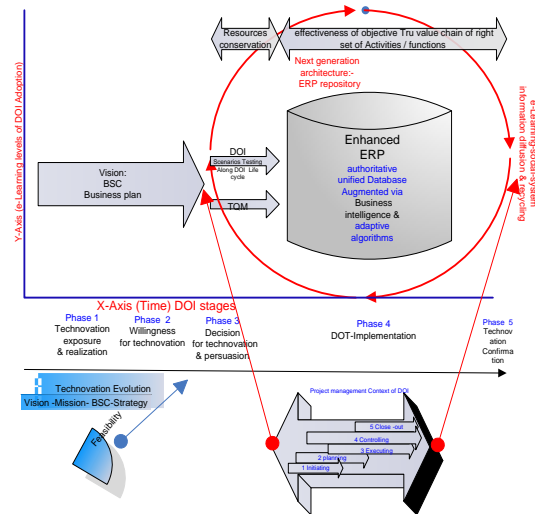 Resources
conservation
effectiveness of objective Tru value chain of right
set of Activities / functions
Next generation
architecture:-
ERP repository
Y-Axis (e-Learning levels of DOI Adoption)
e-Learning-social-system
information diffusion & recycling
Vision:
BSC
Business plan
DOI
Scenarios Testing
Along DOI Life
cycle
TQM
Enhanced
ERP
authoritative
unified Database
Augmented via
Business
intelligence &
adaptive
algorithms
X-Axis (Time) DOI stages
Phase 1
Technovation
exposure
& realization
Phase 2
Willingness
for technovation
Phase 3
Decision
for technovation
& persuation
Phase 4
DOT-Implementation
Phase 5
Technov
ation
Confirma
tion
Technovation Evolution
Vision -Mission- BSC-Strategy
Feasibility
Project management Context of DOI
5 Close -out
4 Controlling
3 Executing
2 planning
1 Initiating